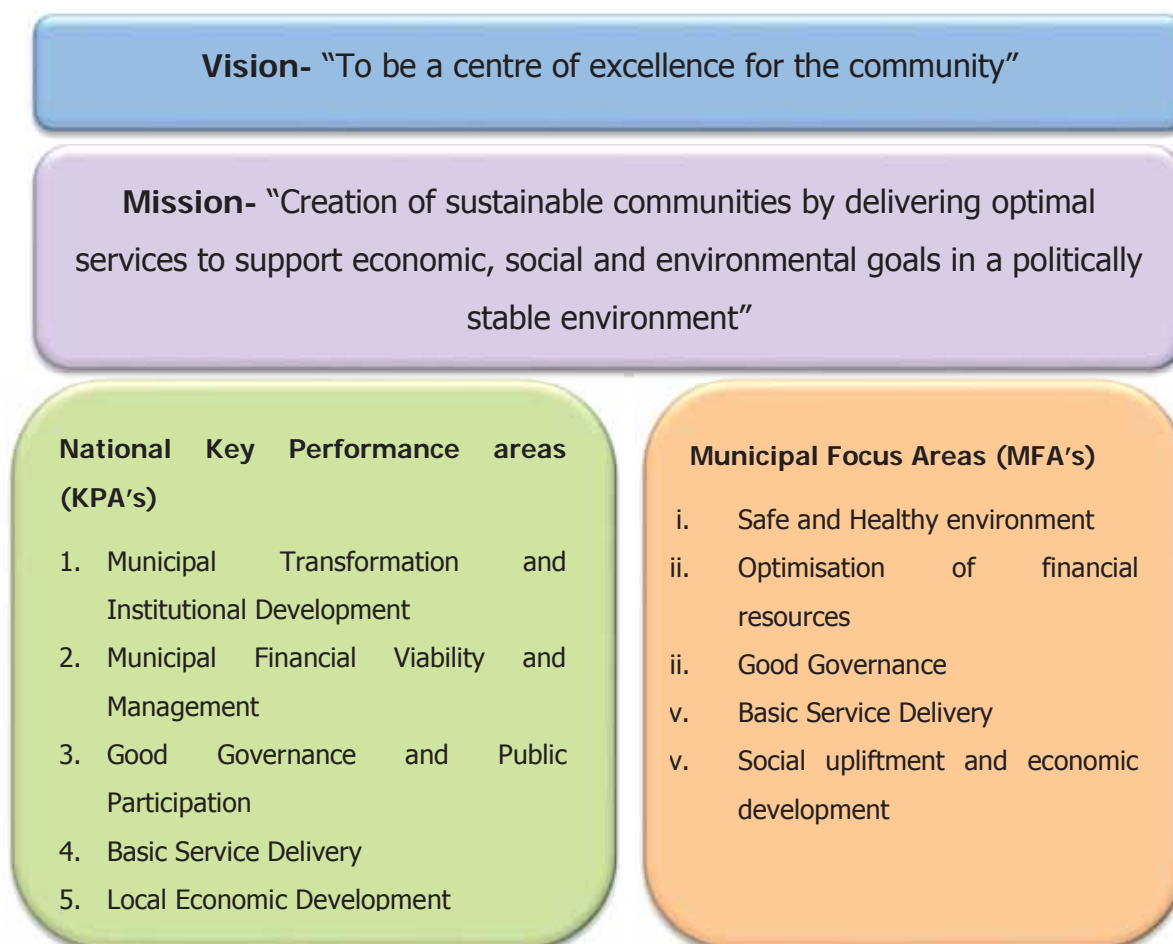 Vision- “To be a centre of excellence for the community”
Mission- “Creation of sustainable communities by delivering optimal
services to support economic, social and environmental goals in a politically
stable environment”
National Key Performance areas
(KPA’s)
1. Municipal Transformation and
Institutional Development
2. Municipal Financial Viability and
Management
3. Good Governance and Public
Participation
4. Basic Service Delivery
5. Local Economic Development
Municipal Focus Areas (MFA’s)
i. Safe and Healthy environment
ii. Optimisation of financial
resources
ii. Good Governance
v. Basic Service Delivery
v. Social upliftment and economic
development